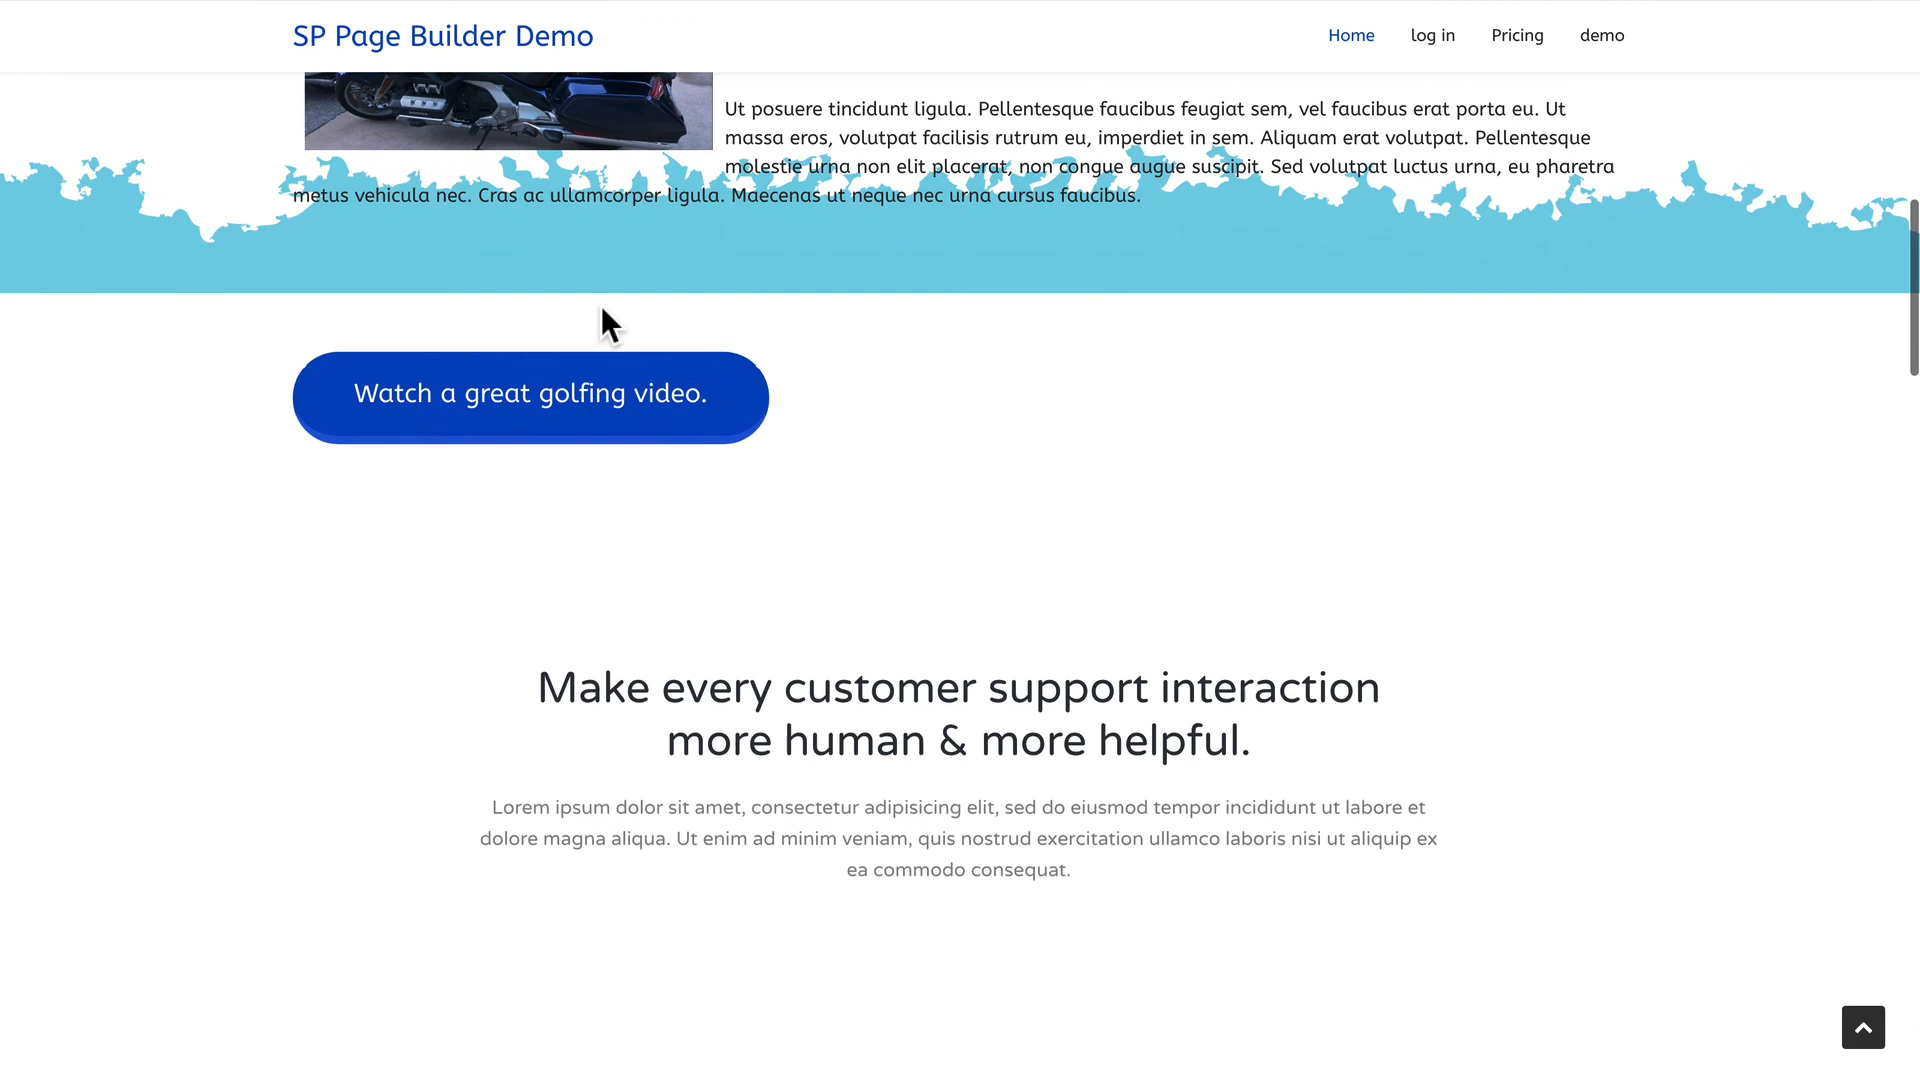 SP Page Builder Demo
Home log in Pricing demo
Ut posuere tincidunt ligula. Pellentesque faucibus feugiat sem, vel faucibus erat porta eu. Ut
massa eros, volutpat facilisis rutrum eu, imperdiet in sem. Aliquam erat volutpat. Pellentesque
molestie urna non elit placerat, non congue augue suscipit. Sed volutpat luctus urna, eu pharetra
metus vehicula nec. Cras ac ullamcorper ligula. Maecenas ut neque nec urna cursus faucibus.
Watch a great golfing video.
Make every customer support interaction
more human & more helpful.
Lorem ipsum dolor sit amet, consectetur adipisicing elit, sed do eiusmod tempor incididunt ut labore et
dolore magna aliqua. Ut enim ad minim veniam, quis nostrud exercitation ullamco laboris nisi ut aliquip ex
ea commodo consequat.